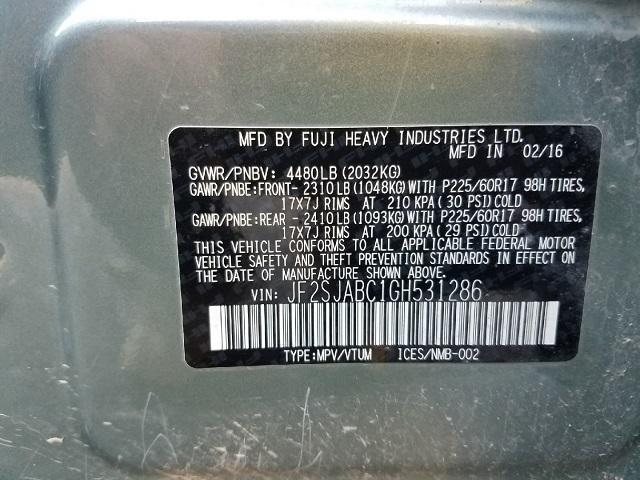 MFD BY FUJI HEAVY INDUSTRIES LTD.
MFD IN 02/16
GVWR/PNBV: 4480LB(2032KG)
GAWR/PNBE:FRONT- 2310LB(1048KG)WITH P225/60R17 98H TIRES,
17X7J RIMS AT 210 KPA( 30 PSI)COLD
GAWR/PNBE:REAR - 2410LB(1093KG)WITH P225/60R17 98H TIRES,
17X7J RIMS AT 200 KPA( 29 PSI)COLD
THIS VEHICLE CONFORMS TO ALL APPLICABLE FEDERAL MOTOR
VEHICLE SAFETY AND THEFT PREVENTION STANDARDS IN EFFECT ON
THE DATE OF MANUFACTURE SHOWN ABOVE.
VIN: JF2SJABC1GH531286
TYPE:MPV/VTUM ICES/NMB-002